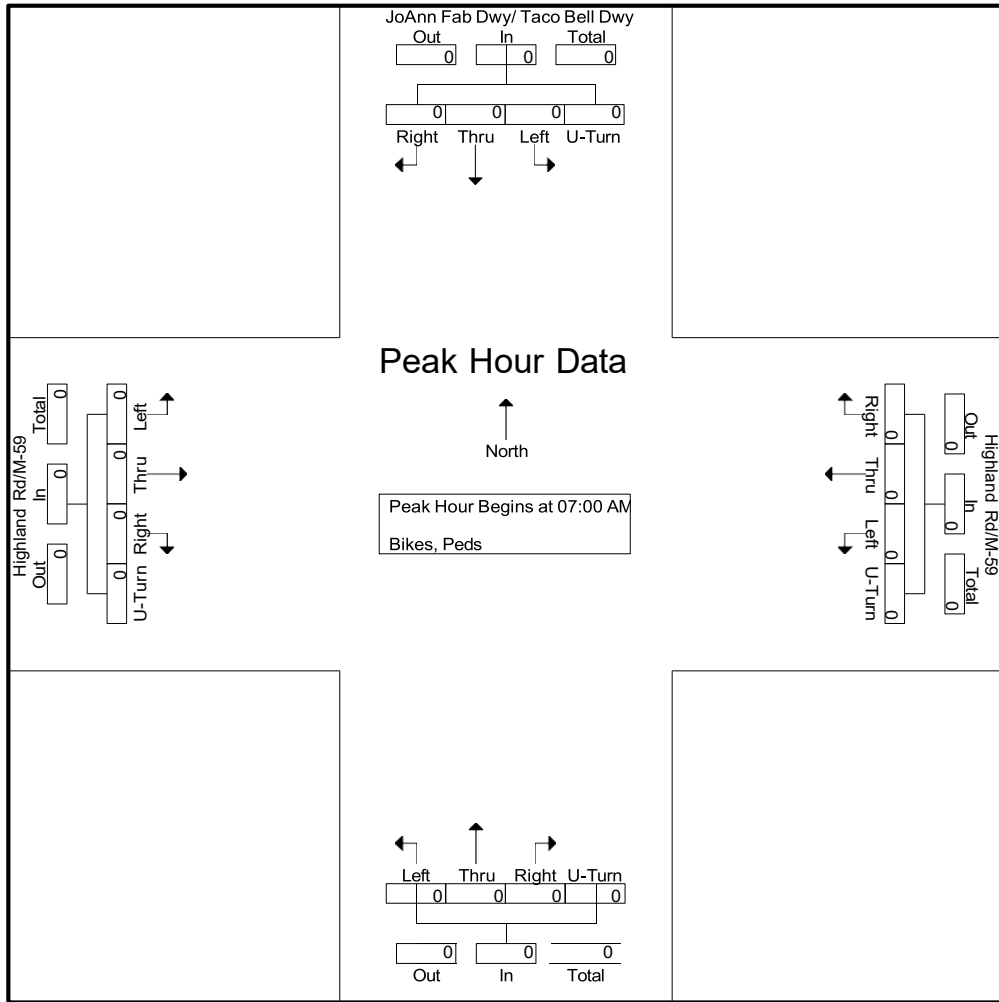 JoAnn Fab Dwy/ Taco Bell Dwy
Out In Total
0 0 0
0 0 0 0
Right Thru Left U-Turn
Peak Hour Data
North
Peak Hour Begins at 07:00 AM
Bikes, Peds
Highland Rd/M-59
Total In Out
0 0 0
0 0 0 0
Left Thru Right U-Turn
Highland Rd/M-59
Out In Total
0 0 0
0 0 0 0
Right Thru Left U-Turn
Left Thru Right U-Turn
0 0 0 0
0 0 0
Out In Total